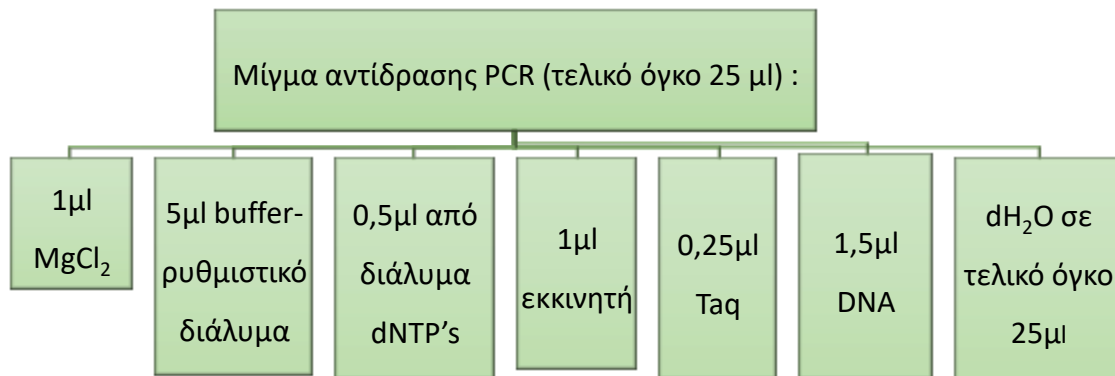 Μίγμα αντίδρασης PCR (τελικό όγκο 25 μl) :
1μl
MgCl₂
5μl buffer-
ρυθμιστικό
διάλυμα
0,5μl από
διάλυμα
dNTP’s
1μl
εκκινητή
0,25μl
Taq
1,5μl
DNA
dH₂O σε
τελικό όγκο
25μl